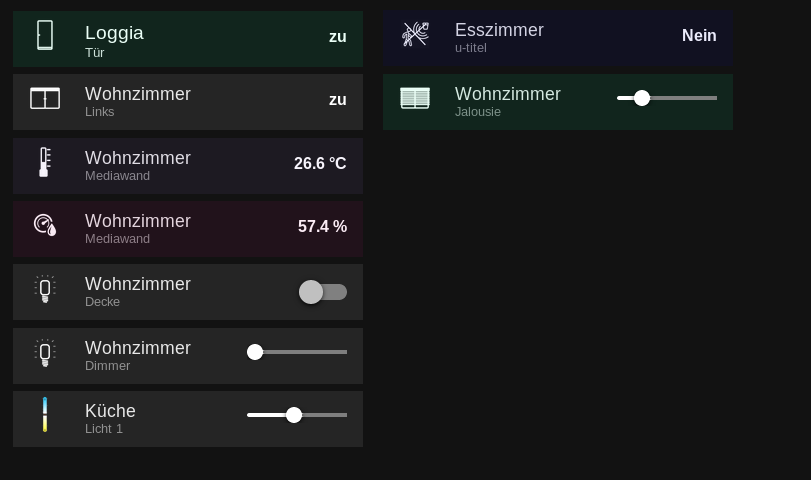 Loggia
Tür
zu
Wohnzimmer
Links
zu
Wohnzimmer
Mediawand
26.6 °C
Wohnzimmer
Mediawand
57.4 %
Wohnzimmer
Decke
Wohnzimmer
Dimmer
Küche
Licht 1
Esszimmer
u-titel
Nein
Wohnzimmer
Jalousie